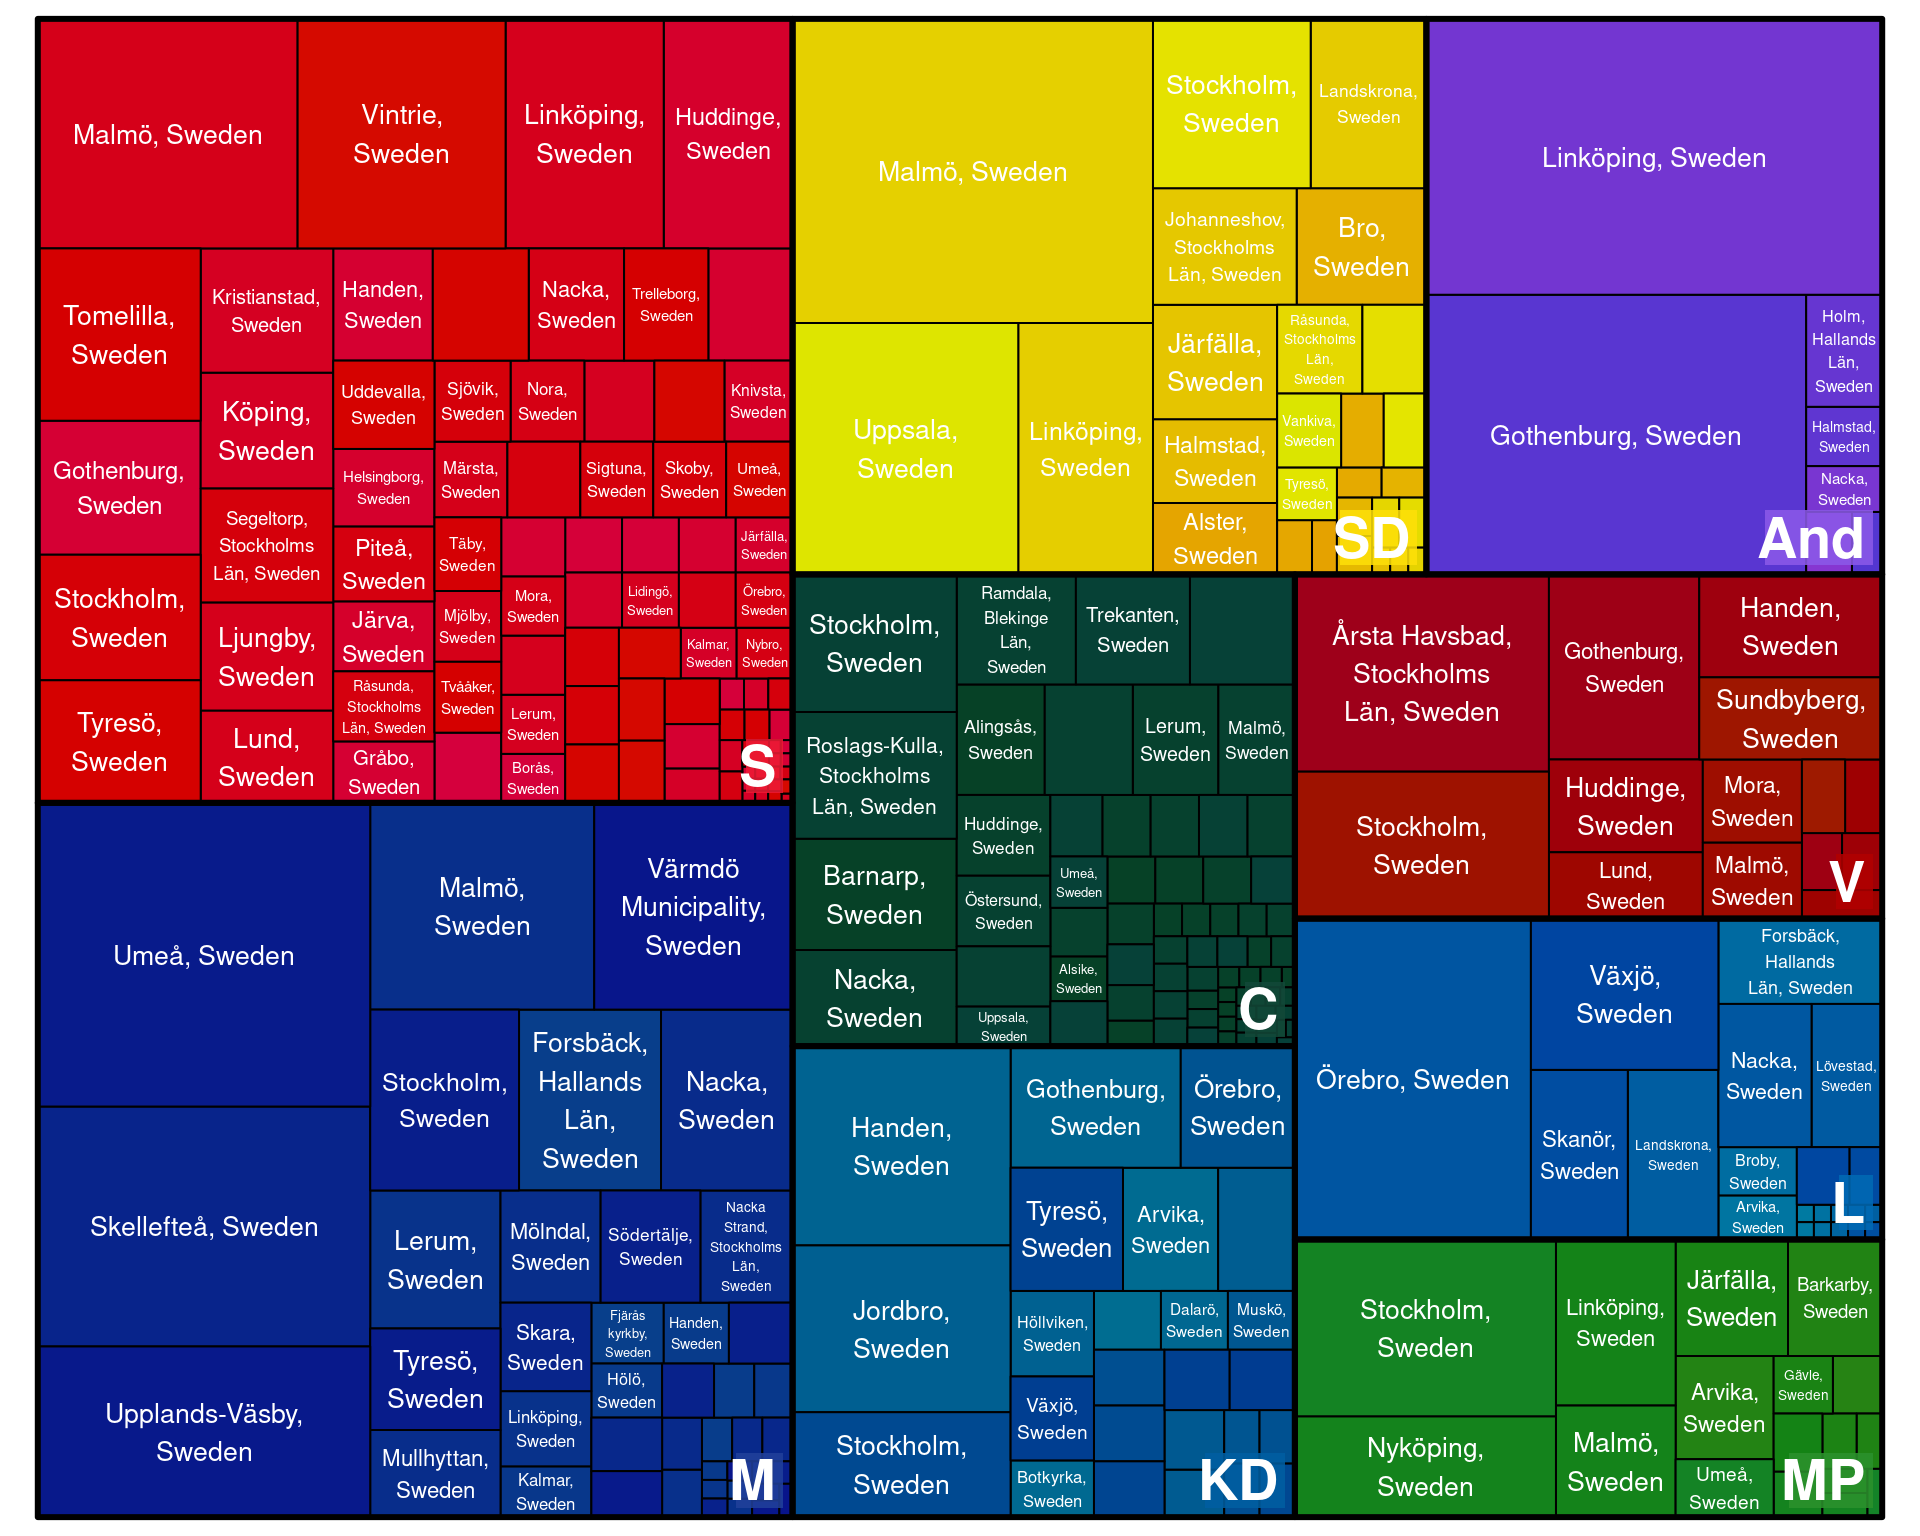 Malmö, Sweden
Vintrie,
Sweden
Linköping,
Sweden
Huddinge,
Sweden
Tomelilla,
Sweden
Gothenburg,
Sweden
Stockholm,
Sweden
Tyresö,
Sweden
Kristianstad,
Sweden
Köping,
Sweden
Segeltorp,
Stockholms
Län, Sweden
Ljungby,
Sweden
Lund,
Sweden
Handen,
Sweden
Nacka,
Sweden
Trelleborg,
Sweden
Uddevalla,
Sweden
Helsingborg,
Sweden
Piteå,
Sweden
Järva,
Sweden
Råsunda,
Stockholms
Län, Sweden
Gråbo,
Sweden
Sjövik,
Sweden
Nora,
Sweden
Knivsta,
Sweden
Märsta,
Sweden
Sigtuna,
Sweden
Skoby,
Sweden
Umeå,
Sweden
Täby,
Sweden
Mjölby,
Sweden
Tvååker,
Sweden
Mora,
Sweden
Lerum,
Sweden
Borås,
Sweden
Järfälla,
Sweden
Lidingö,
Sweden
Örebro,
Sweden
Kalmar,
Sweden
Nybro,
Sweden
S
Umeå, Sweden
Skellefteå, Sweden
Upplands-Väsby,
Sweden
Malmö,
Sweden
Värmdö
Municipality,
Sweden
Stockholm,
Sweden
Forsbäck,
Hallands
Län,
Sweden
Nacka,
Sweden
Lerum,
Sweden
Tyresö,
Sweden
Mullhyttan,
Sweden
Mölndal,
Sweden
Södertälje,
Sweden
Nacka
Strand,
Stockholms
Län,
Sweden
Skara,
Sweden
Linköping,
Sweden
Kalmar,
Sweden
Fjärås
kyrkby,
Sweden
Handen,
Sweden
Hölö,
Sweden
M
Malmö, Sweden
Uppsala,
Sweden
Linköping,
Sweden
Stockholm,
Sweden
Landskrona,
Sweden
Johanneshov,
Stockholms
Län, Sweden
Bro,
Sweden
Järfälla,
Sweden
Halmstad,
Sweden
Alster,
Sweden
Råsunda,
Stockholms
Län,
Sweden
Vankiva,
Sweden
Tyresö,
Sweden
SD
Linköping, Sweden
Gothenburg, Sweden
Holm,
Hallands
Län,
Sweden
Halmstad,
Sweden
Nacka,
Sweden
And
Stockholm,
Sweden
Roslags-Kulla,
Stockholms
Län, Sweden
Barnarp,
Sweden
Nacka,
Sweden
Ramdala,
Blekinge
Län,
Sweden
Trekanten,
Sweden
Alingsås,
Sweden
Lerum,
Sweden
Malmö,
Sweden
Huddinge,
Sweden
Östersund,
Sweden
Uppsala,
Sweden
Umeå,
Sweden
Alsike,
Sweden
C
Handen,
Sweden
Jordbro,
Sweden
Stockholm,
Sweden
Gothenburg,
Sweden
Örebro,
Sweden
Tyresö,
Sweden
Arvika,
Sweden
Höllviken,
Sweden
Växjö,
Sweden
Botkyrka,
Sweden
Dalarö,
Sweden
Muskö,
Sweden
KD
Årsta Havsbad,
Stockholms
Län, Sweden
Stockholm,
Sweden
Gothenburg,
Sweden
Handen,
Sweden
Sundbyberg,
Sweden
Huddinge,
Sweden
Lund,
Sweden
Mora,
Sweden
Malmö,
Sweden
V
Örebro, Sweden
Växjö,
Sweden
Skanör,
Sweden
Landskrona,
Sweden
Forsbäck,
Hallands
Län, Sweden
Nacka,
Sweden
Lövestad,
Sweden
Broby,
Sweden
Arvika,
Sweden
L
Stockholm,
Sweden
Nyköping,
Sweden
Linköping,
Sweden
Malmö,
Sweden
Järfälla,
Sweden
Barkarby,
Sweden
Arvika,
Sweden
Gävle,
Sweden
Umeå,
Sweden
MP